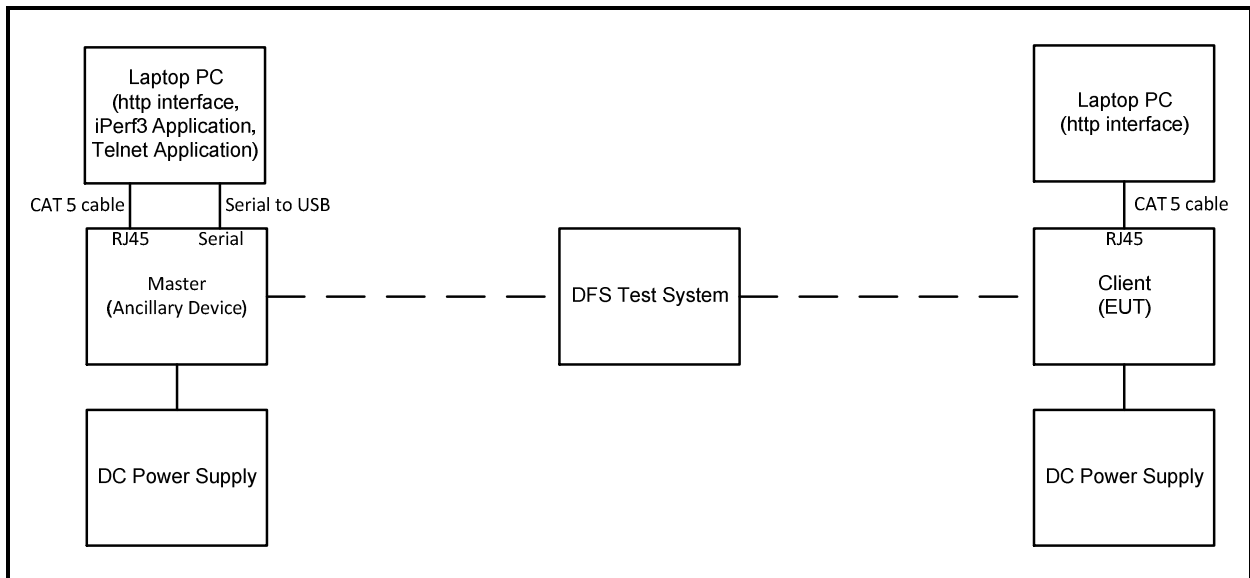 Laptop PC
(http interface,
iPerf3 Application,
Telnet Application)
CAT 5 cable
Serial to USB
RJ45
Serial
Master
(Ancillary Device)
DC Power Supply
DFS Test System
Laptop PC
(http interface)
CAT 5 cable
RJ45
Client
(EUT)
DC Power Supply